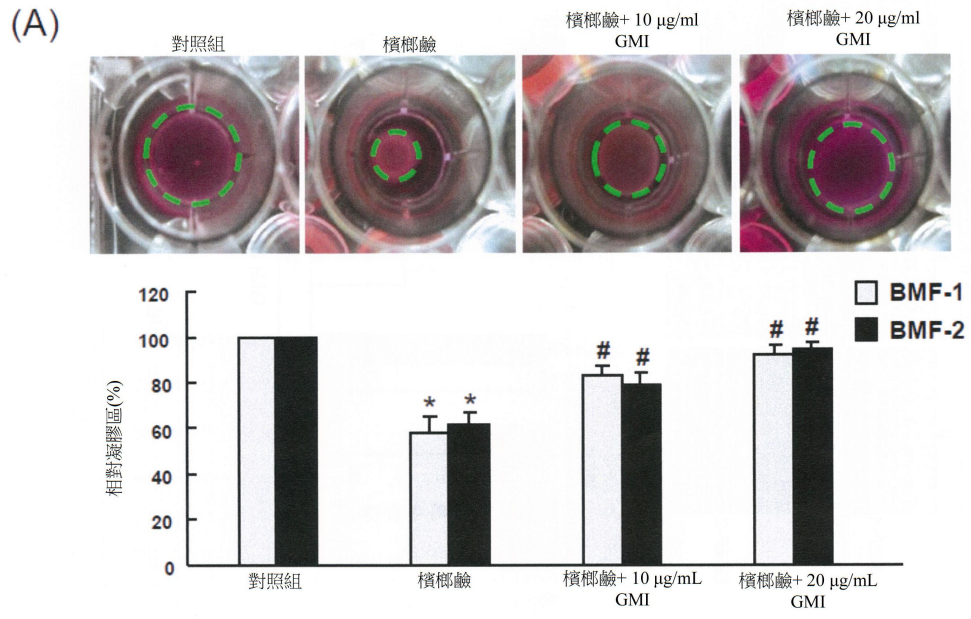 (A)
對照組
檳榔鹼
檳榔鹼+ 10 μg/ml
GMI
檳榔鹼+ 20 μg/ml
GMI
BMF-1
BMF-2
相對凝膠區(%)
120
100
80
60
40
20
0
* *
# #
# #
對照組
檳榔鹼
檳榔鹼+ 10 μg/mL
GMI
檳榔鹼+ 20 μg/mL
GMI